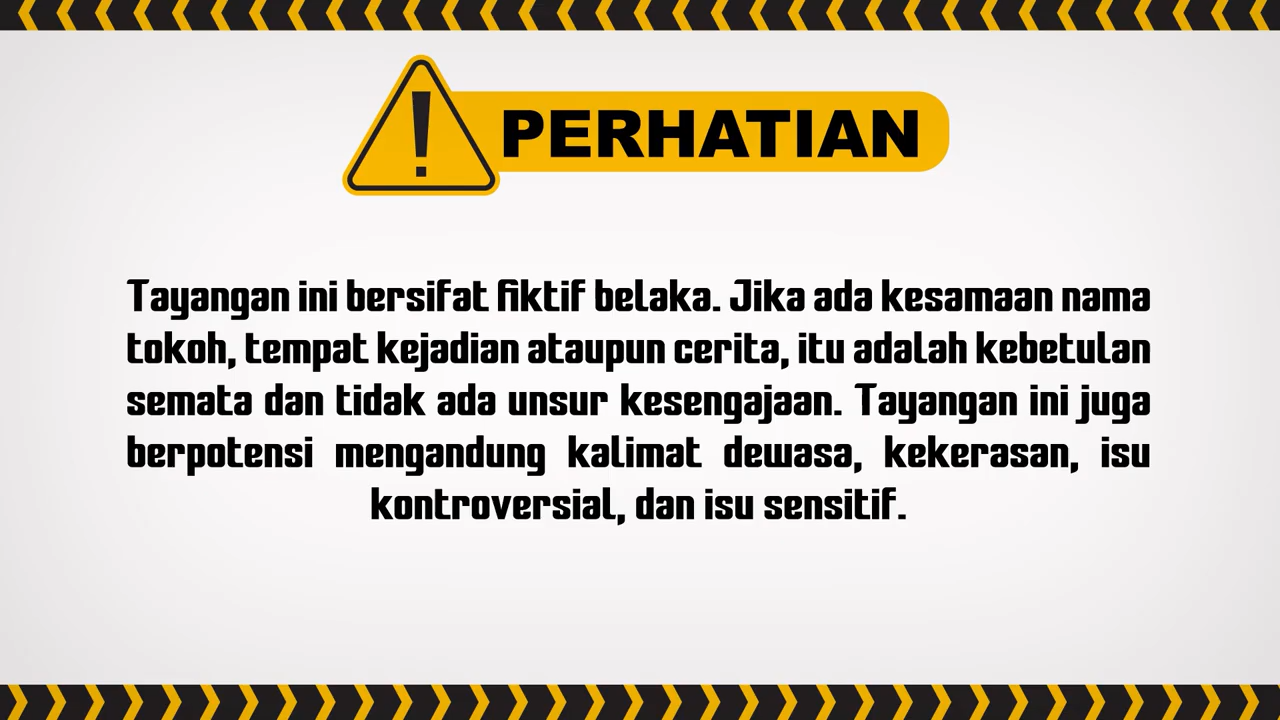 !
PERHATIAN
Tayangan ini bersifat fiktif belaka. Jika ada kesamaan nama
tokoh, tempat kejadian ataupun cerita, itu adalah kebetulan
semata dan tidak ada unsur kesengajaan. Tayangan ini juga
berpotensi mengandung kalimat dewasa, kekerasan, isu
kontroversial, dan isu sensitif.